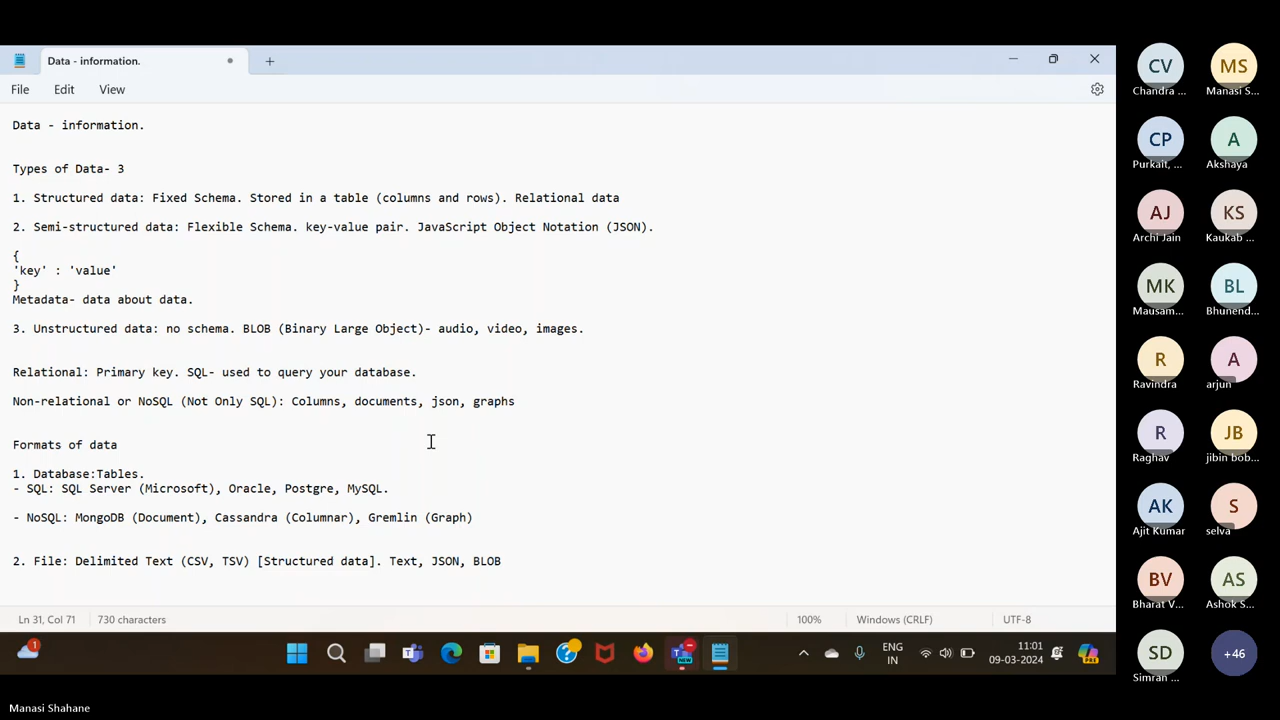 Data - information.
File Edit View
Data - information.
Types of Data- 3
1. Structured data: Fixed Schema. Stored in a table (columns and rows). Relational data
2. Semi-structured data: Flexible Schema. key-value pair. JavaScript Object Notation (JSON).
{
'key' : 'value'
}
Metadata- data about data.
3. Unstructured data: no schema. BLOB (Binary Large Object)- audio, video, images.
Relational: Primary key. SQL- used to query your database.
Non-relational or NoSQL (Not Only SQL): Columns, documents, json, graphs
Formats of data
1. Database:Tables.
- SQL: SQL Server (Microsoft), Oracle, Postgre, MySQL.
- NoSQL: MongoDB (Document), Cassandra (Columnar), Gremlin (Graph)
2. File: Delimited Text (CSV, TSV) [Structured data]. Text, JSON, BLOB
Ln 31, Col 71 730 characters 100% Windows (CRLF) UTF-8
1
T NEW
ENG
IN
11:01
09-03-2024
PRE
CV MS
Chandra ... Manasi S...
CP A
Purkait, ... Akshaya
AJ KS
Archi Jain Kaukab ...
MK BL
Mausam... Bhunend...
R A
Ravindra arjun
R JB
Raghav jibin bob...
AK S
Ajit Kumar selva
BV AS
Bharat V... Ashok S...
SD +46
Simran ...
Manasi Shahane